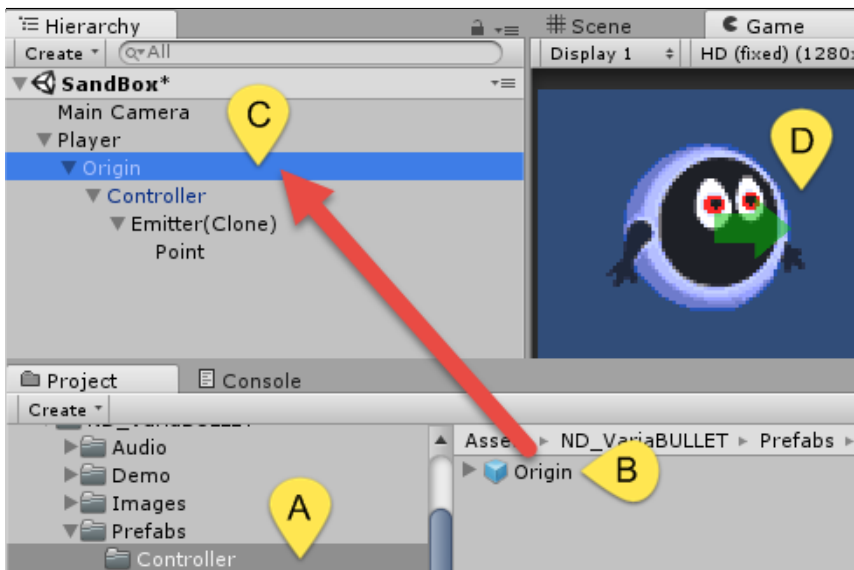 Hierarchy
Create
All
SandBox*
Main Camera
Player
Origin
Controller
Emitter(Clone)
Point
C
Scene
Game
Display 1
HD (fixed) (1280
D
Project
Console
Create
Audio
Demo
Images
Prefabs
Controller
A
ND_VariaBULLET
Prefabs
Origin
B